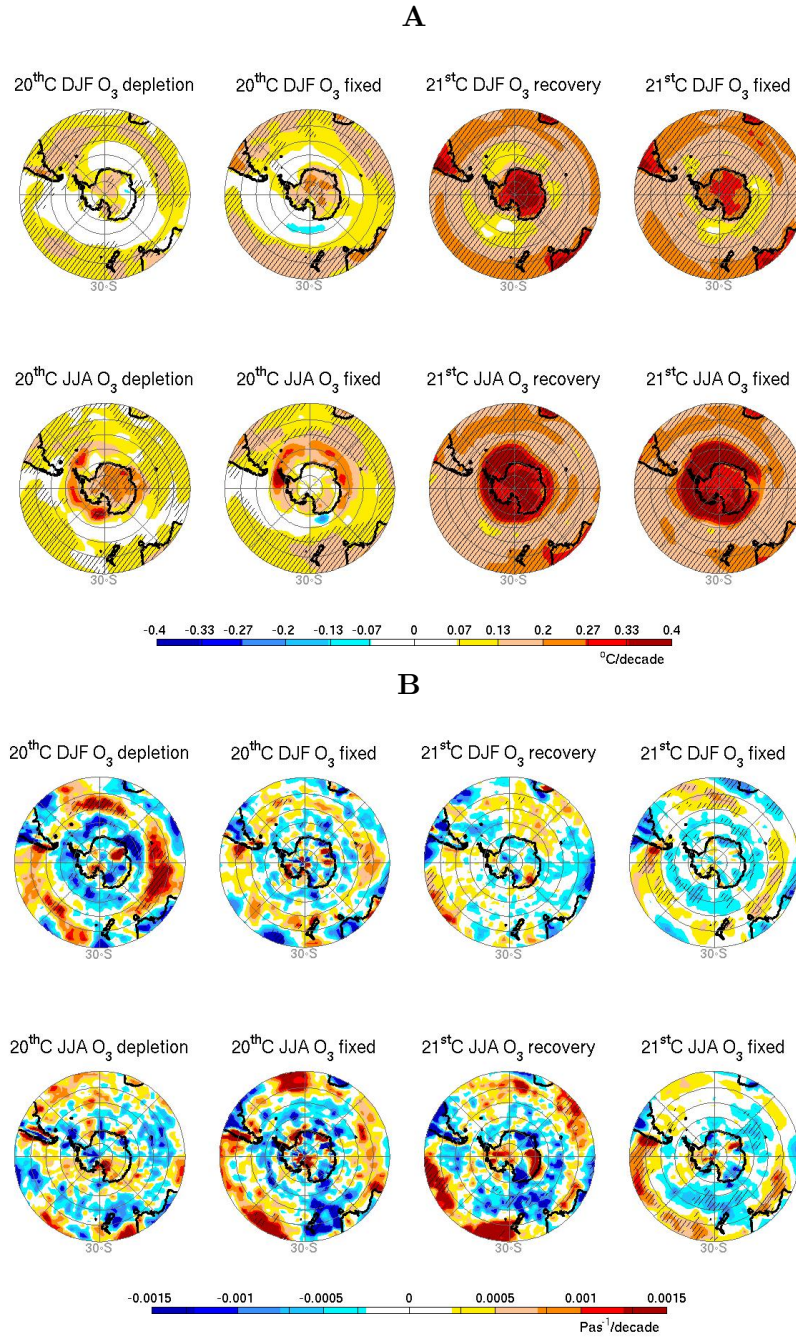 A
20thC DJF O3 depletion 20thC DJF O3 fixed 21stC DJF O3 recovery 21stC DJF O3 fixed
30◦S 30◦S 30◦S 30◦S
20thC JJA O3 depletion 20thC JJA O3 fixed 21stC JJA O3 recovery 21stC JJA O3 fixed
30◦S 30◦S 30◦S 30◦S
-0.4 -0.33 -0.27 -0.2 -0.13 -0.07 0 0.07 0.13 0.2 0.27 0.33 0.4
oC/decade
B
20thC DJF O3 depletion 20thC DJF O3 fixed 21stC DJF O3 recovery 21stC DJF O3 fixed
30◦S 30◦S 30◦S 30◦S
20thC JJA O3 depletion 20thC JJA O3 fixed 21stC JJA O3 recovery 21stC JJA O3 fixed
30◦S 30◦S 30◦S 30◦S
-0.0015 -0.001 -0.0005 0 0.0005 0.001 0.0015
Pas-1/decade